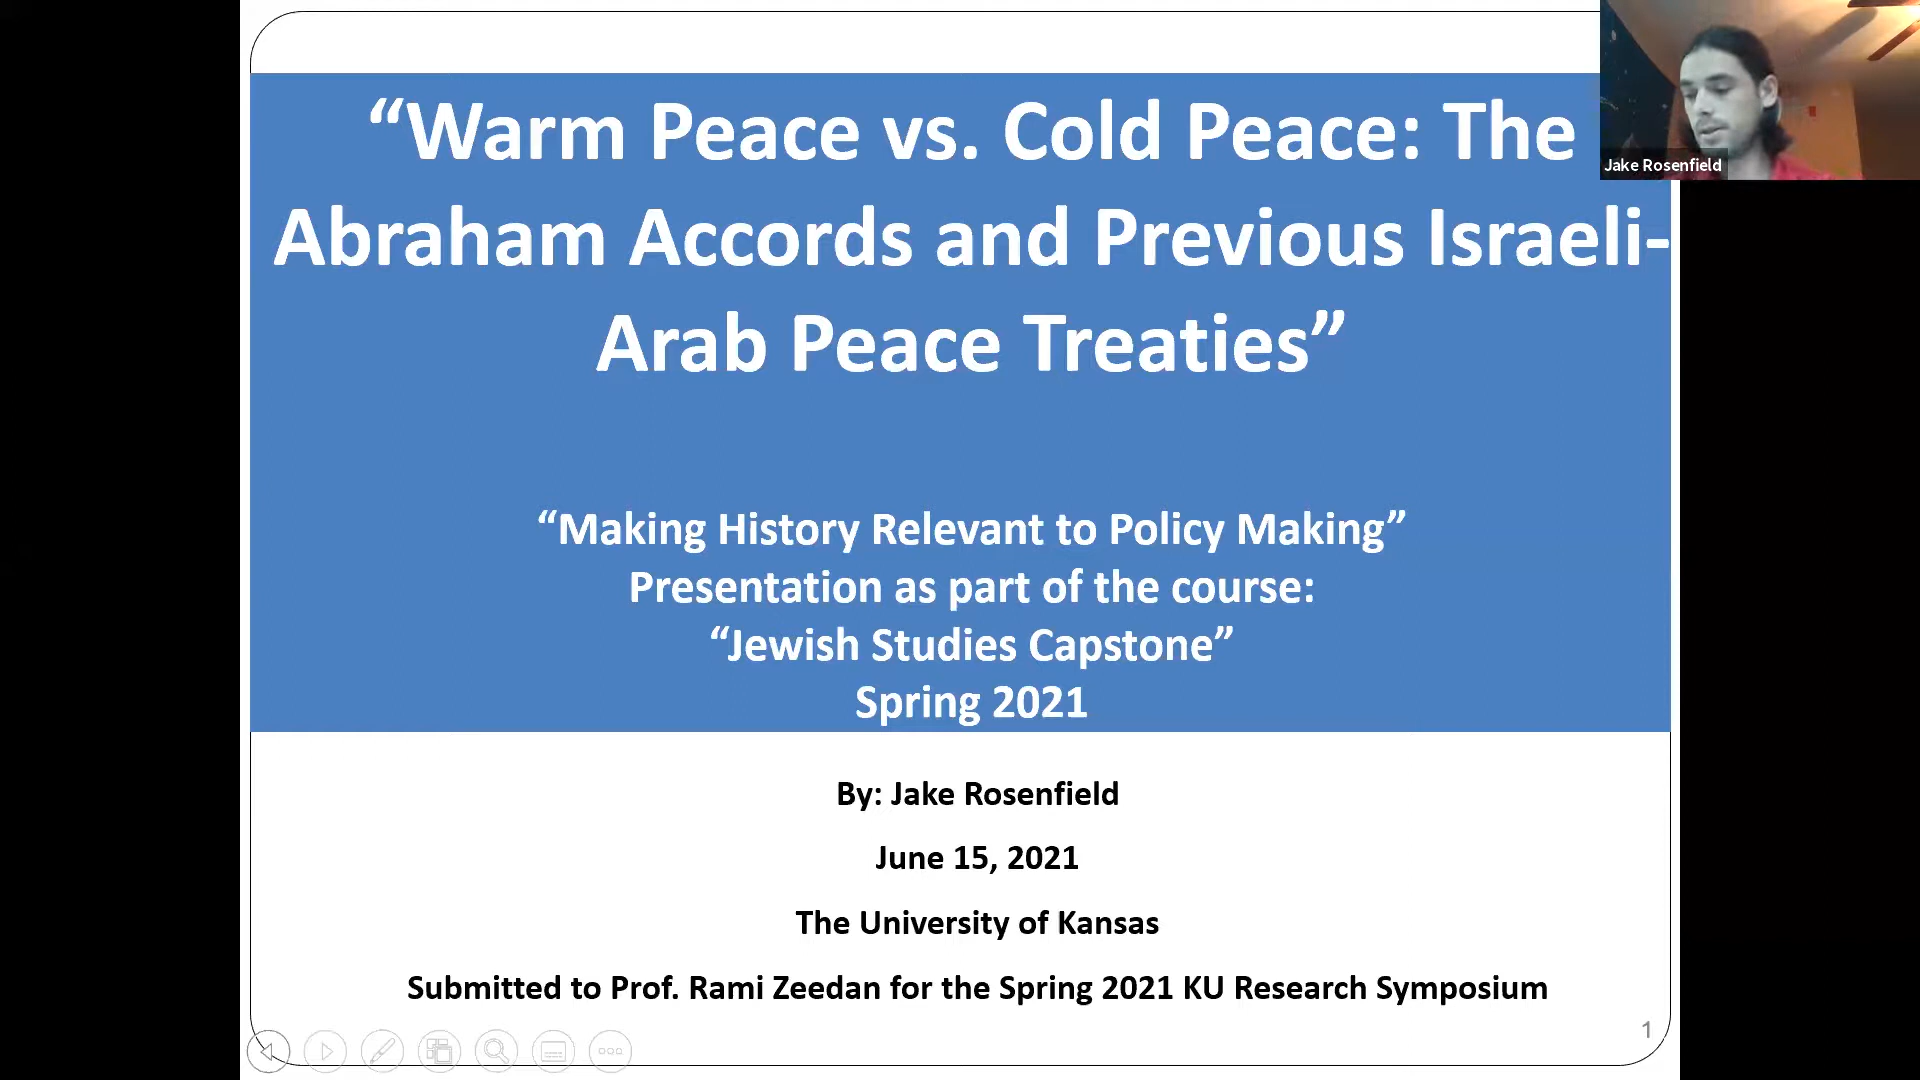 “Warm Peace vs. Cold Peace: The
Abraham Accords and Previous Israeli-
Arab Peace Treaties”
Jake Rosenfield
“Making History Relevant to Policy Making”
Presentation as part of the course:
“Jewish Studies Capstone”
Spring 2021
By: Jake Rosenfield
June 15, 2021
The University of Kansas
Submitted to Prof. Rami Zeedan for the Spring 2021 KU Research Symposium
1